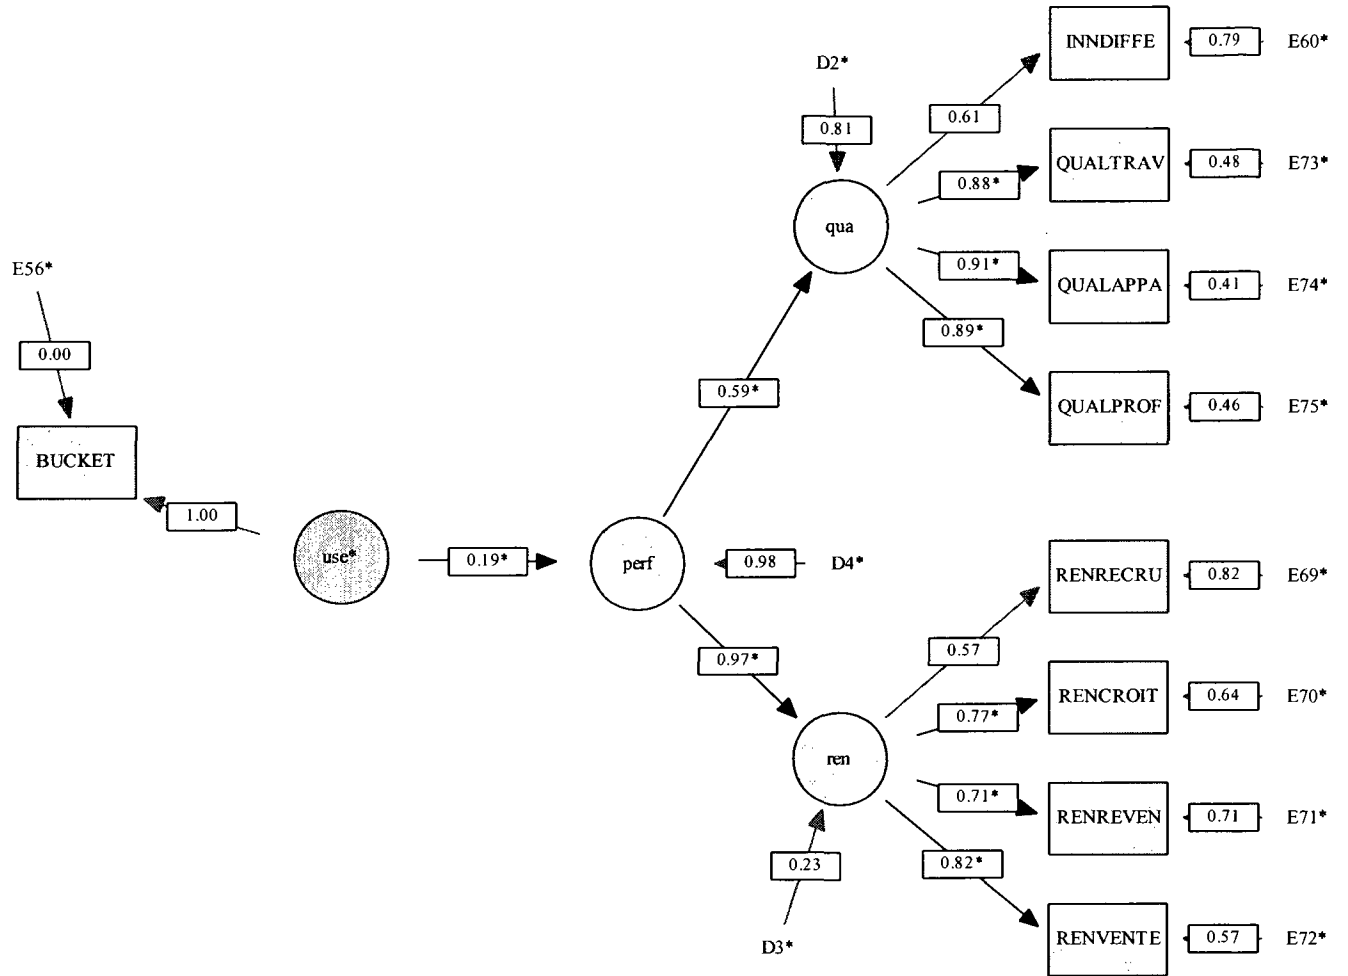 INNDIFFE
0.79
E60*
D2*
0.81
0.61
QUALTRAV
0.48
E73*
0.88*
qua
E56*
0.91*
QUALAPPA
0.41
E74*
0.00
0.89*
0.59*
QUALPROF
0.46
E75*
BUCKET
1.00
use*
0.19*
perf
0.98
D4*
RENRECRU
0.82
E69*
0.57
0.97*
RENCROIT
0.64
E70*
0.77*
ren
0.71*
RENREVEN
0.71
E71*
0.23
0.82*
D3*
RENVENTE
0.57
E72*